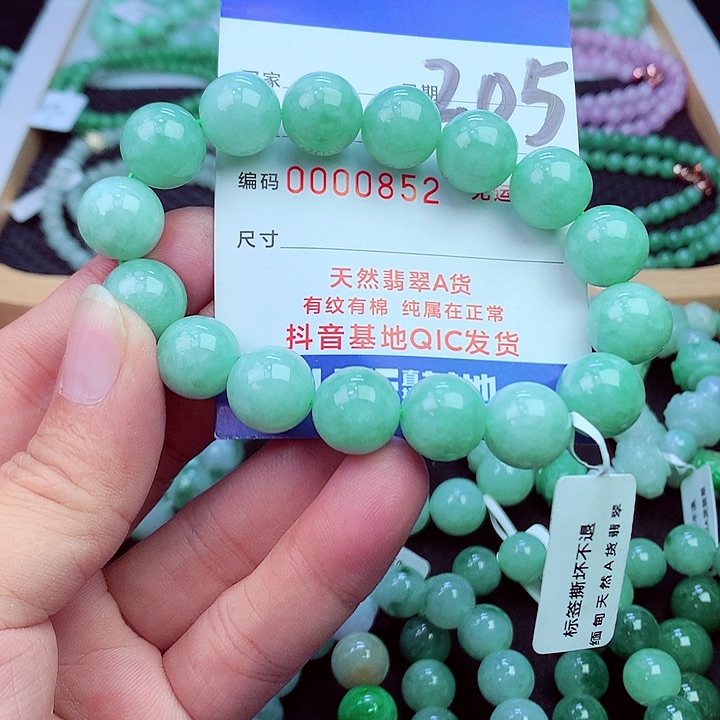 205
编码 0000852
尺寸
天然翡翠A货
有纹有棉 纯属在正常
抖音基地QIC发货
标签撕坏不退
缅甸天然A货翡翠